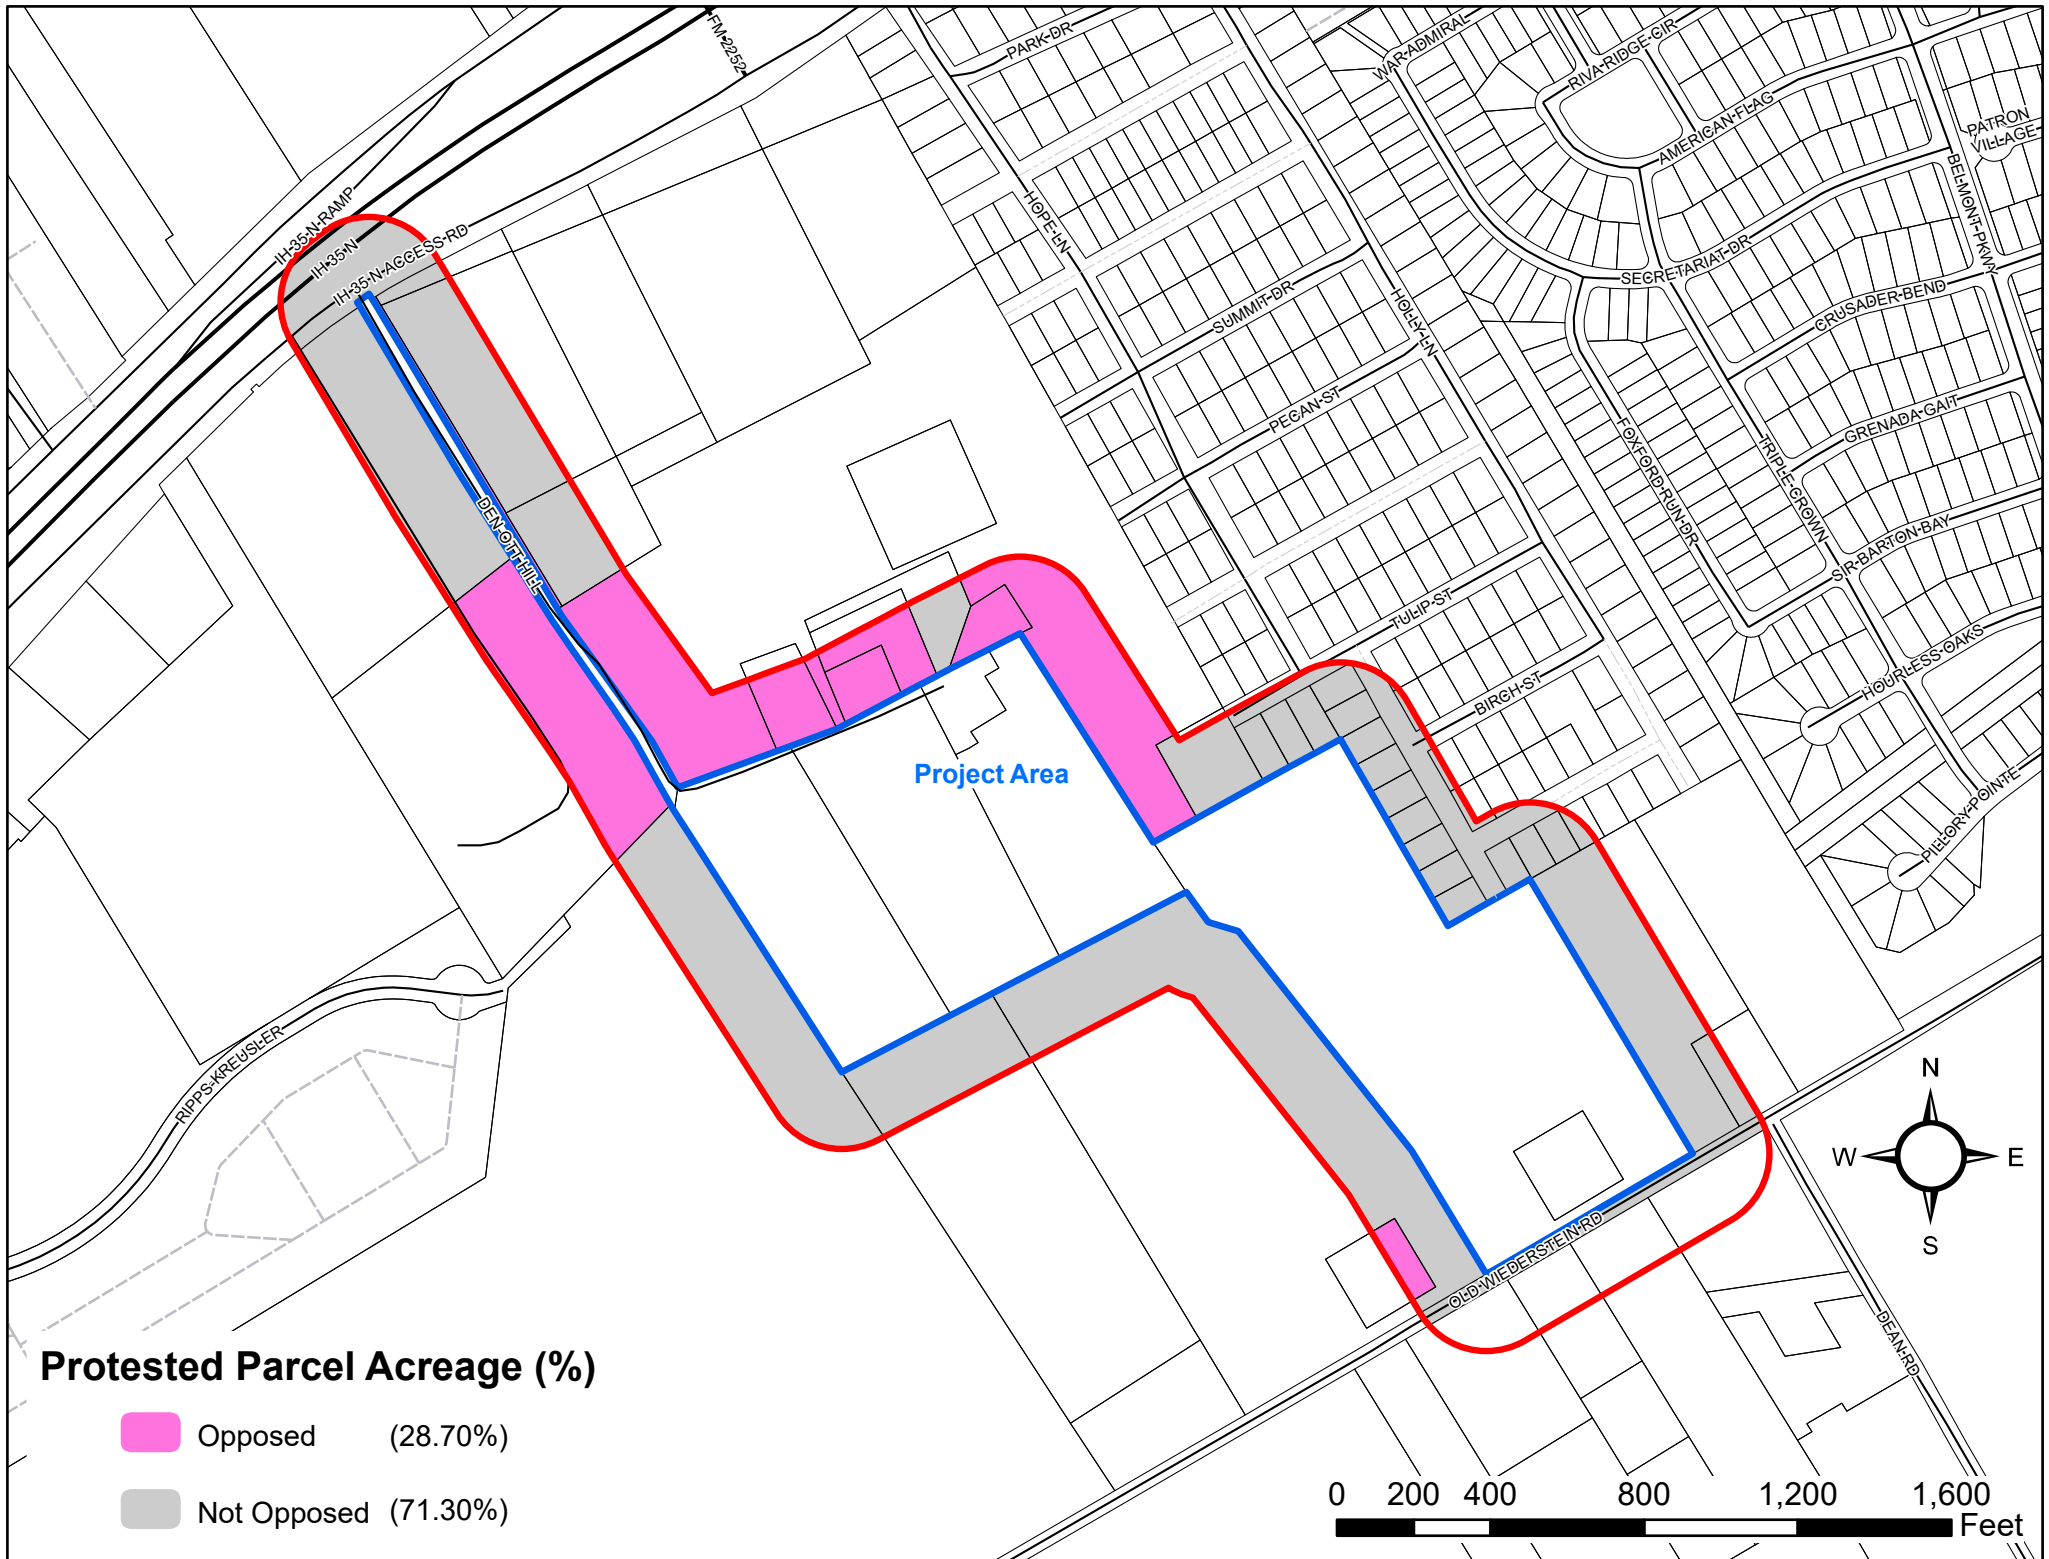 FM 2252
PARK DR
WAR ADMIRAL
RIVA RIDGE CIR
AMERICAN FLAG
PATRON
VILLAGE
BELMONT PKWY
IH 35 N RAMP
IH 35 N
IH 35 N ACCESS RD
HOPE LN
SUMMIT DR
HOLLY LN
SECRETARIAT DR
CRUSADER BEND
PECAN ST
GRENADA GAIT
FOXFORD RUN DR
TRIPLE CROWN
SIR BARTON BAY
DEN OTT HILL
TULIP ST
BIRCH ST
HOURLESS OAKS
PILLORY POINTE
Project Area
RIPPS KREUSLER
OLD WIEDERSTEIN RD
DEAN RD
N
W E
S
Protested Parcel Acreage (%)
Opposed (28.70%)
Not Opposed (71.30%)
0 200 400 800 1,200 1,600
Feet